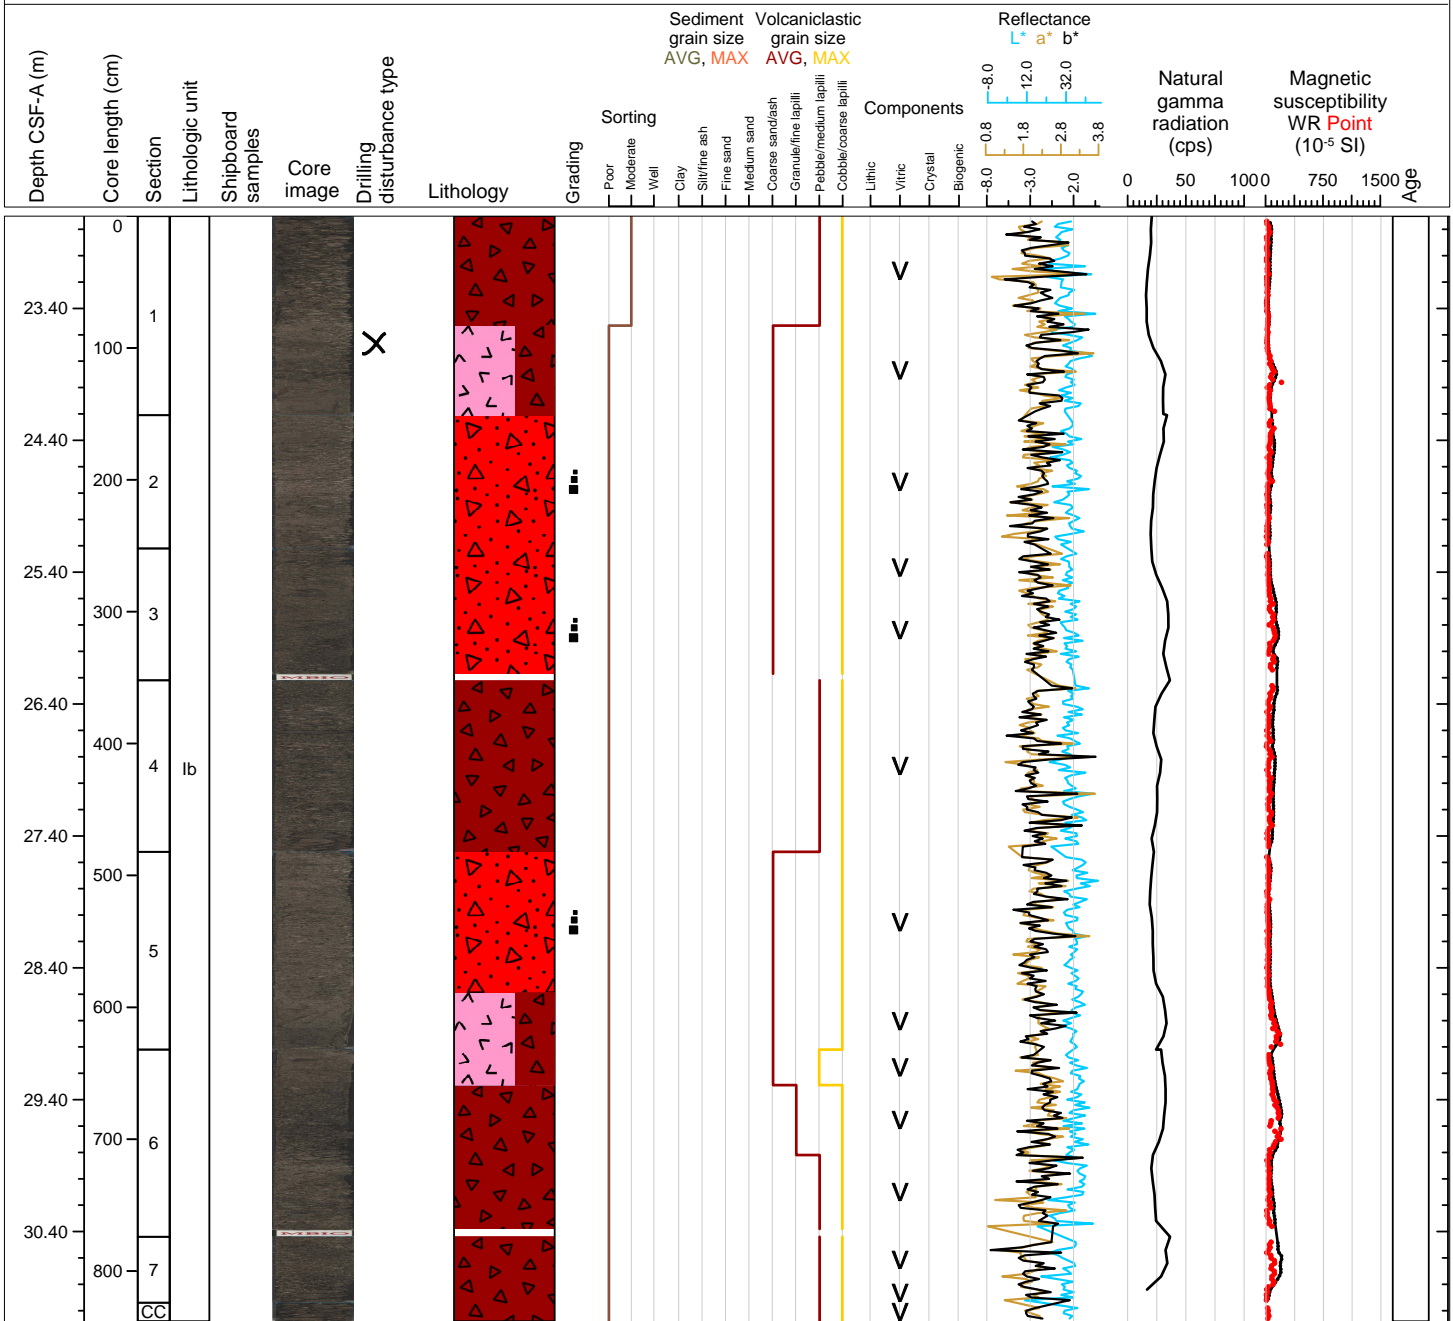 Depth CSF-A (m)
Core length (cm)
Section
Lithologic unit
Shipboard
samples
Core
image
Drilling
disturbance type
Lithology
Grading
Sorting
Poor
Moderate
Well
Sediment
grain size
AVG, MAX
Volcaniclastic
grain size
AVG, MAX
Clay
Silt/fine ash
Fine sand
Medium sand
Coarse sand/ash
Granule/fine lapilli
Pebble/medium lapilli
Cobble/coarse lapilli
Components
Lithic
Vitric
Crystal
Biogenic
Reflectance
L* a* b*
-8.0 12.0 32.0
0.8 1.8 2.8 3.8
-8.0 -3.0 2.0
Natural
gamma
radiation
(cps)
0 50 100
Magnetic
susceptibility
WR Point
(10-5 SI)
0 750 1500
Age
0
100
200
300
400
500
600
700
800
23.40
24.40
25.40
26.40
27.40
28.40
29.40
30.40
1
2
3
4
5
6
7
CC
Ib
MBIO
MBIO
V
V
V
V
V
V
V
V
V
V
V
V
V
V